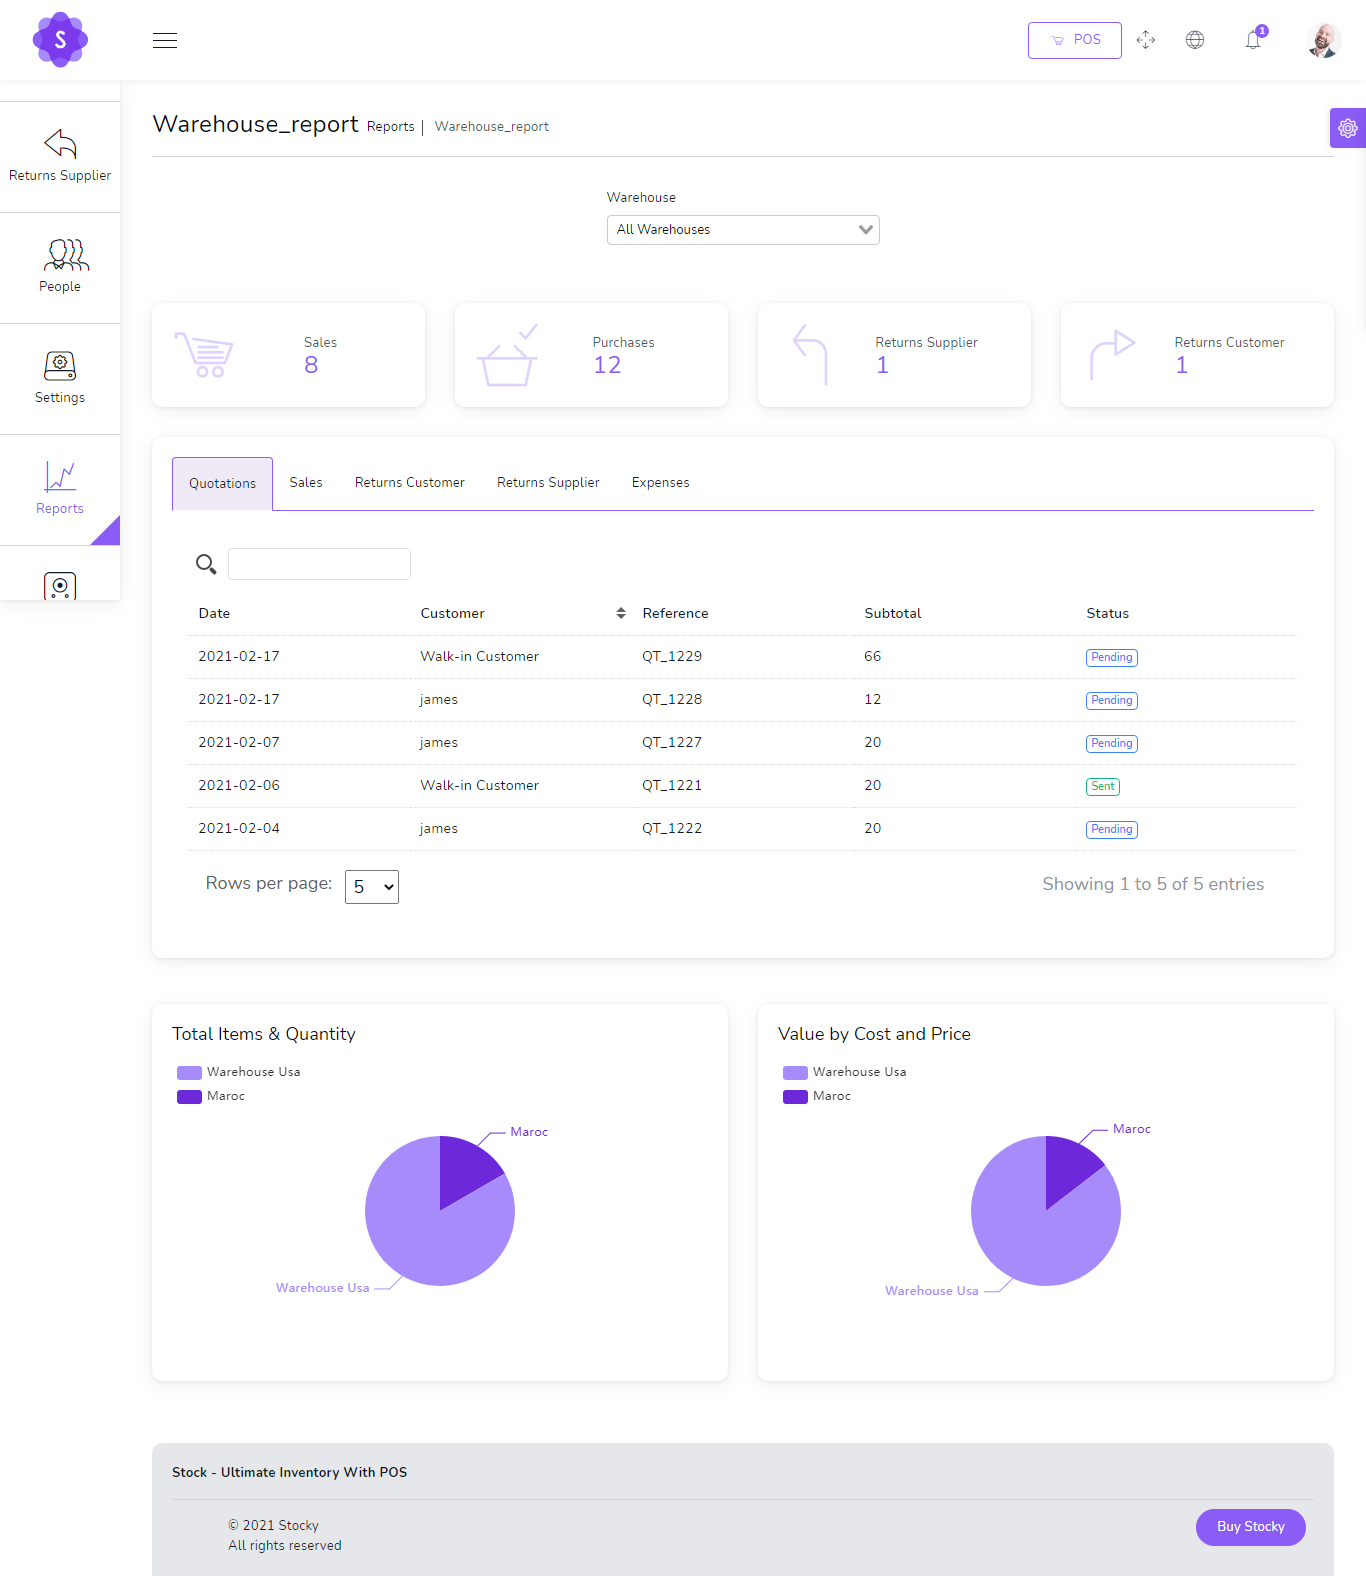 S
POS
1
Warehouse_report Reports | Warehouse_report
Returns Supplier
People
Settings
Reports
Warehouse
All Warehouses
Sales
8
Purchases
12
Returns Supplier
1
Returns Customer
1
Quotations Sales Returns Customer Returns Supplier Expenses
Date Customer Reference Subtotal Status
2021-02-17 Walk-in Customer QT_1229 66 Pending
2021-02-17 james QT_1228 12 Pending
2021-02-07 james QT_1227 20 Pending
2021-02-06 Walk-in Customer QT_1221 20 Sent
2021-02-04 james QT_1222 20 Pending
Rows per page: 5 Showing 1 to 5 of 5 entries
Total Items & Quantity
Warehouse Usa
Maroc
Maroc
Warehouse Usa
Value by Cost and Price
Warehouse Usa
Maroc
Maroc
Warehouse Usa
Stock - Ultimate Inventory With POS
© 2021 Stocky
All rights reserved
Buy Stocky